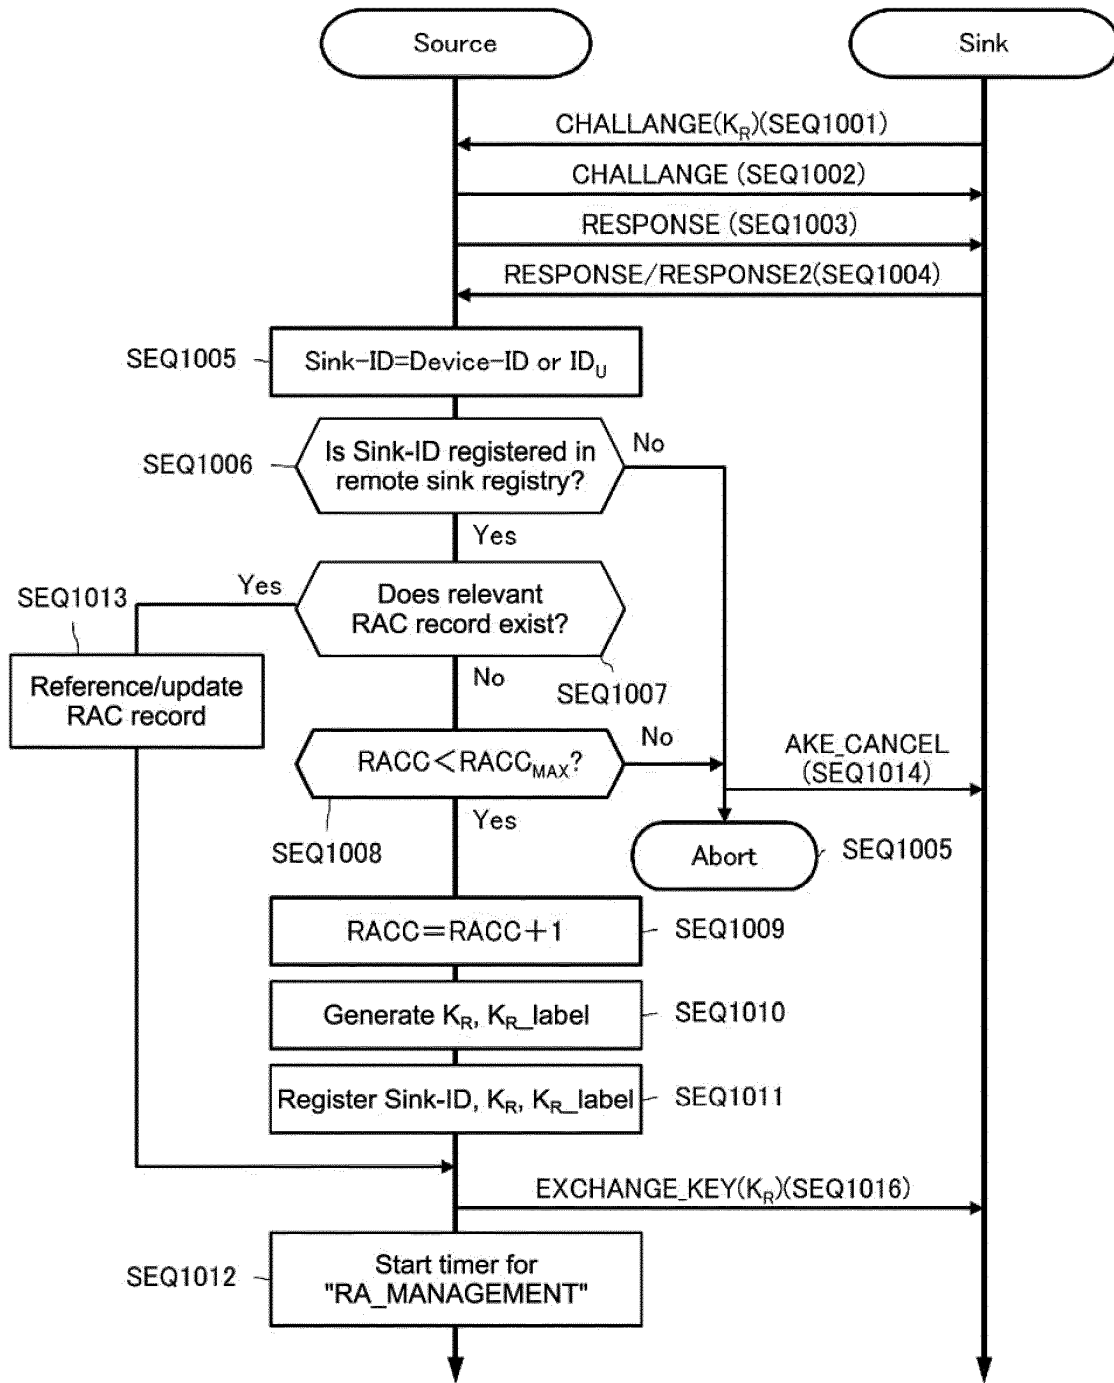 Source
Sink
CHALLANGE(KR)(SEQ1001)
CHALLANGE (SEQ1002)
RESPONSE (SEQ1003)
RESPONSE/RESPONSE2(SEQ1004)
SEQ1005
Sink-ID=Device-ID or IDU
SEQ1006
Is Sink-ID registered in
remote sink registry?
No
Yes
SEQ1013
Yes
Does relevant
RAC record exist?
SEQ1007
Reference/update
RAC record
No
RACC<RACCMAX?
No
AKE_CANCEL
(SEQ1014)
SEQ1008
Yes
Abort
SEQ1005
RACC=RACC+1
SEQ1009
Generate KR, KR_label
SEQ1010
Register Sink-ID, KR, KR_label
SEQ1011
EXCHANGE_KEY(KR)(SEQ1016)
SEQ1012
Start timer for
"RA_MANAGEMENT"